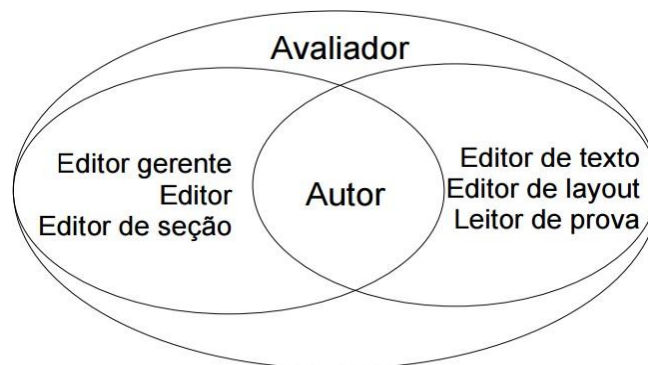 Avaliador
Editor gerente
Editor
Editor de seção
Autor
Editor de texto
Editor de layout
Leitor de prova